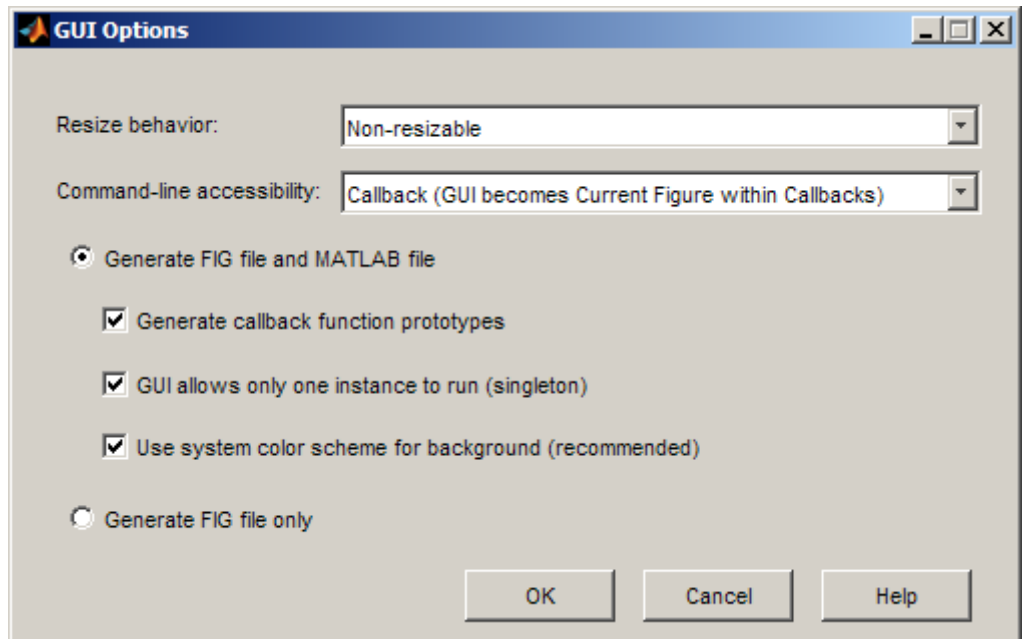 GUI Options
Resize behavior: Non-resizable
Command-line accessibility: Callback (GUI becomes Current Figure within Callbacks)
Generate FIG file and MATLAB file
Generate callback function prototypes
GUI allows only one instance to run (singleton)
Use system color scheme for background (recommended)
Generate FIG file only
OK Cancel Help